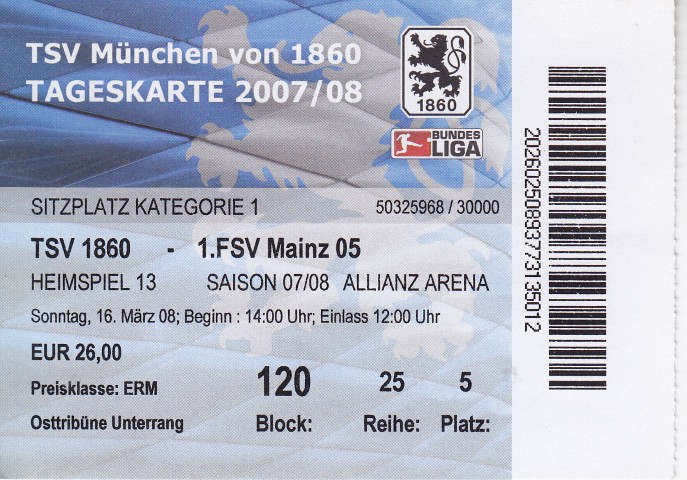 TSV München von 1860
TAGESKARTE 2007/08
1860
BUNDES
LIGA
SITZPLATZ KATEGORIE 1 50325968 / 30000
TSV 1860 - 1.FSV Mainz 05
HEIMSPIEL 13 SAISON 07/08 ALLIANZ ARENA
Sonntag, 16. März 08; Beginn : 14:00 Uhr; Einlass 12:00 Uhr
EUR 26,00
Preisklasse: ERM 120 25 5
Osttribüne Unterrang Block: Reihe: Platz:
20260250893773135012